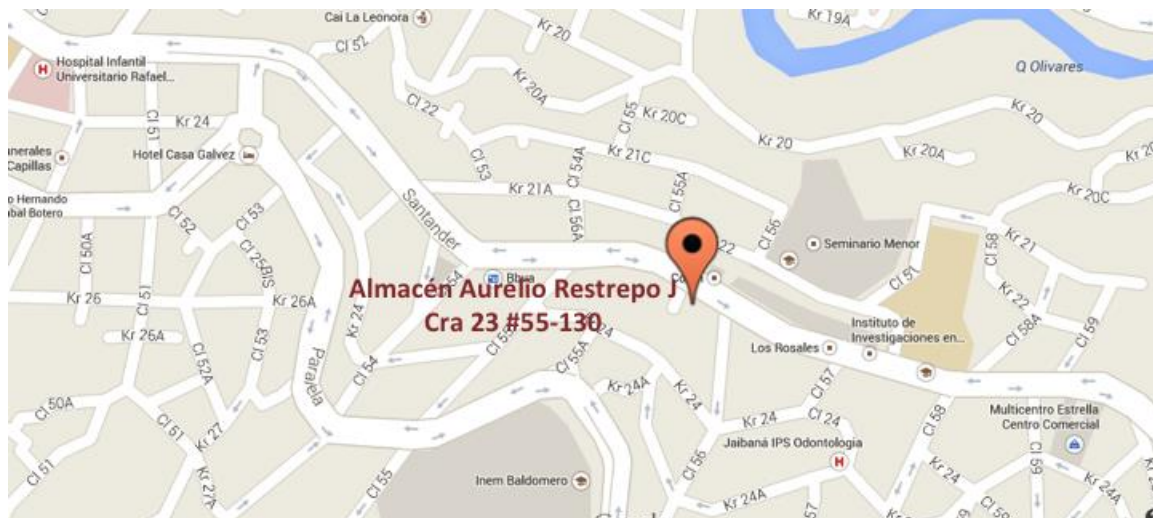 Cai La Leonora
Kr 19A
Cl 52
Kr 20
Hospital Infantil
Universitario Rafael...
Q Olivares
Kr 20A
Cl 22
Cl 55
Kr 20C
Kr 20
Kr 20
Kr 24
Cl 51
Kr 21C
Kr 20A
Capillas
Hotel Casa Galvez
Cl 53
Cl 54A
Kr 21A
Cl 55A
Kr 20C
Cl 53
Cl 52
Santander
Cl 56A
Cl 56
22
Seminario Menor
Cl 58
Kr 21
Cl 50A
Cl 25
BIS
54
Bbva
Almacén Aurelio Restrepo J
Cra 23 #55-130
Kr 26
Cl 51
Kr 26A
Kr 24
Kr 22
Cl 59
Cl 58A
Instituto de
Investigaciones en...
Kr 26A
Los Rosales
Cl 53
Cl 55A
24
Cl 52A
Paralela
Cl 54
Kr 24A
Kr 24
Cl 57
Cl 50A
Kr 24
Cl 24
Cl 58
Multicentro Estrella
Centro Comercial
Cl 51
Kr 27
Jaibaná IPS Odontologia
Cl 51
Kr 27A
Cl 55
Inem Baldomero
Cl 56
Kr 24A
Kr 24
Cl 59
Kr 24A
57